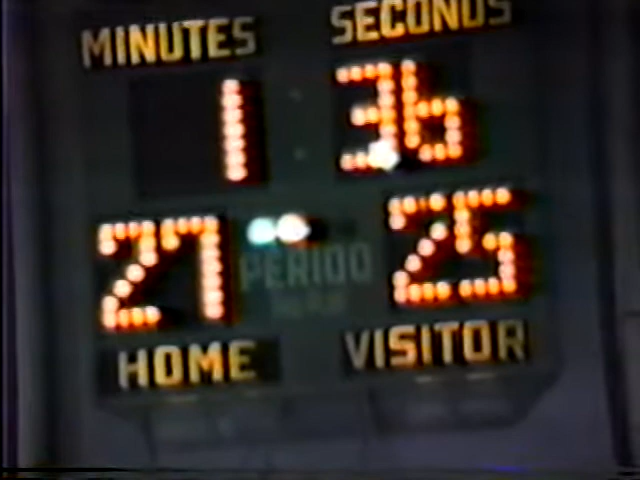 MINUTES SECONDS
1 36
27 25
PERIOD
HOME VISITOR